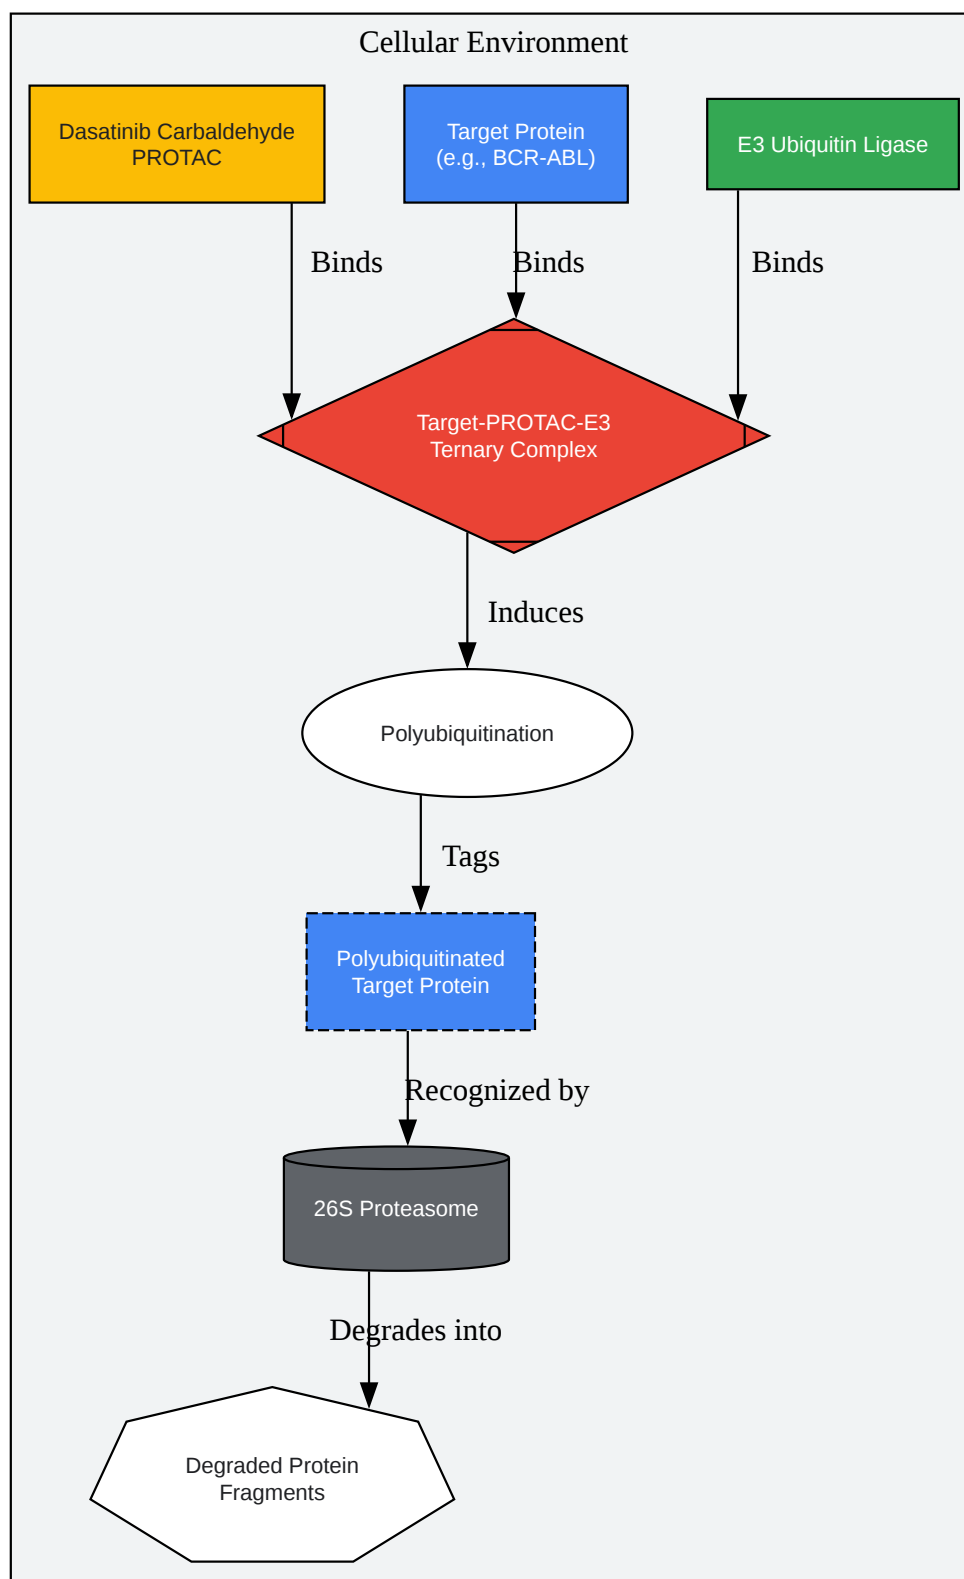 Cellular Environment
Dasatinib Carbaldehyde
PROTAC
Target Protein
(e.g., BCR-ABL)
E3 Ubiquitin Ligase
Binds
Binds
Binds
Target-PROTAC-E3
Ternary Complex
Induces
Polyubiquitination
Tags
Polyubiquitinated
Target Protein
Recognized by
26S Proteasome
Degrades into
Degraded Protein
Fragments